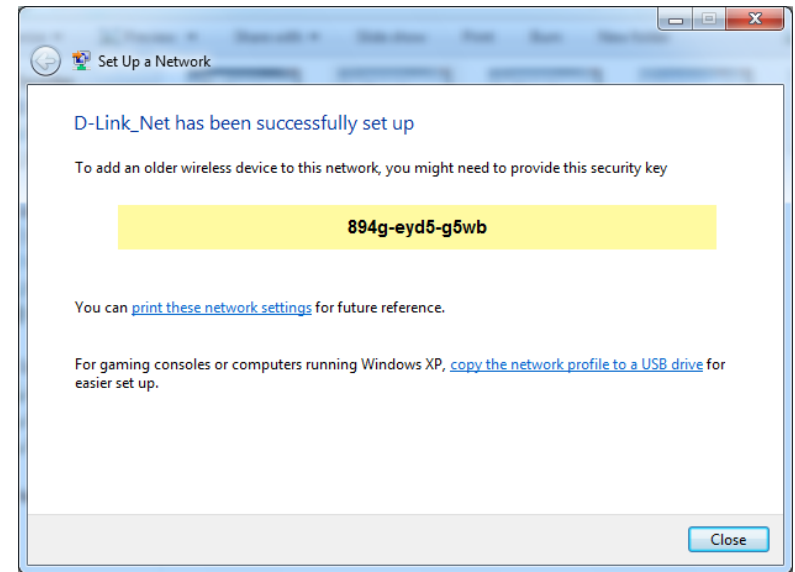 Set Up a Network
D-Link_Net has been successfully set up
To add an older wireless device to this network, you might need to provide this security key
894g-eyd5-g5wb
You can print these network settings for future reference.
For gaming consoles or computers running Windows XP, copy the network profile to a USB drive for
easier set up.
Close